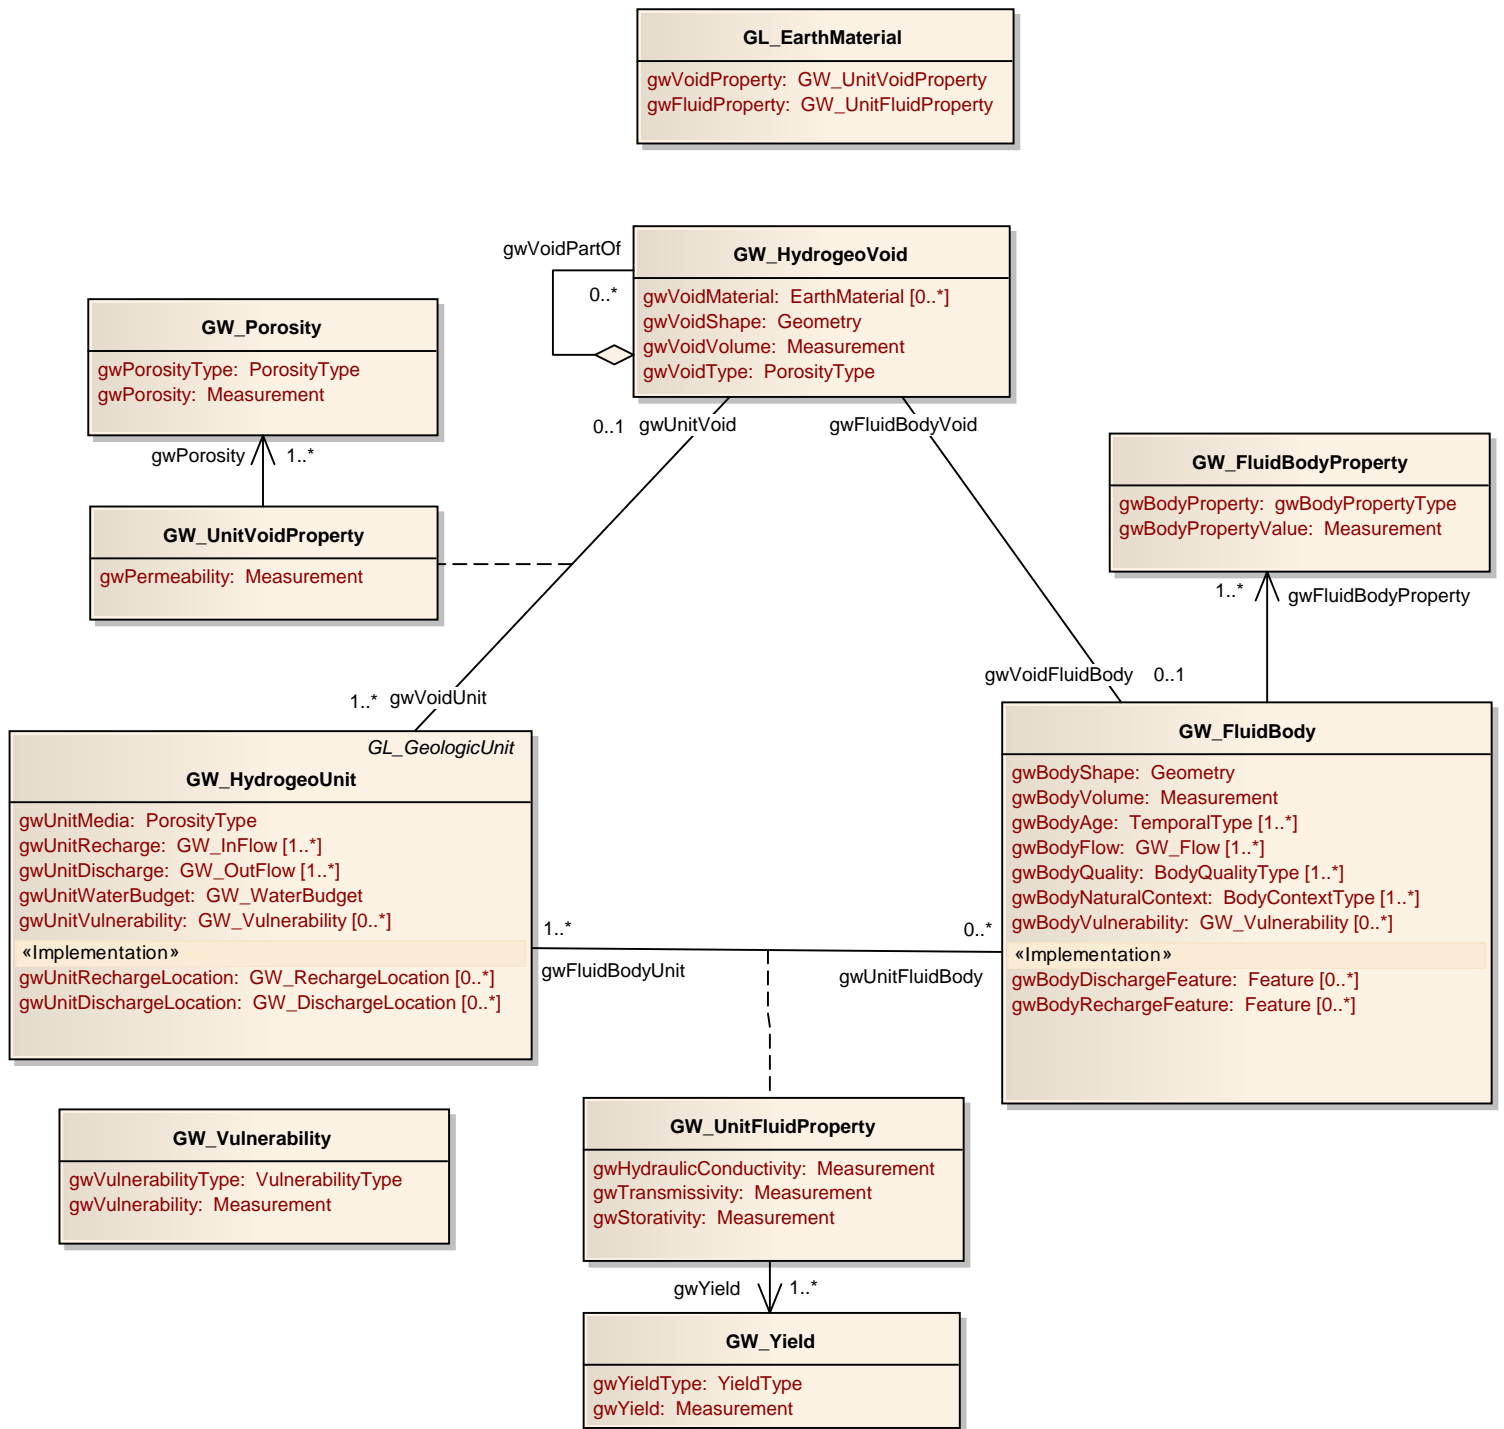 GL_EarthMaterial
gwVoidProperty: GW_UnitVoidProperty
gwFluidProperty: GW_UnitFluidProperty
gwVoidPartOf
0..*
GW_HydrogeoVoid
gwVoidMaterial: EarthMaterial [0..*]
gwVoidShape: Geometry
gwVoidVolume: Measurement
gwVoidType: PorosityType
GW_Porosity
gwPorosityType: PorosityType
gwPorosity: Measurement
0..1 gwUnitVoid
gwFluidBodyVoid
gwPorosity 1..*
GW_FluidBodyProperty
gwBodyProperty: gwBodyPropertyType
gwBodyPropertyValue: Measurement
GW_UnitVoidProperty
gwPermeability: Measurement
1..* gwFluidBodyProperty
gwVoidFluidBody 0..1
1..* gwVoidUnit
GL_GeologicUnit
GW_HydrogeoUnit
gwUnitMedia: PorosityType
gwUnitRecharge: GW_InFlow [1..*]
gwUnitDischarge: GW_OutFlow [1..*]
gwUnitWaterBudget: GW_WaterBudget
gwUnitVulnerability: GW_Vulnerability [0..*]
«Implementation»
gwUnitRechargeLocation: GW_RechargeLocation [0..*]
gwUnitDischargeLocation: GW_DischargeLocation [0..*]
1..*
gwFluidBodyUnit
0..*
gwUnitFluidBody
GW_FluidBody
gwBodyShape: Geometry
gwBodyVolume: Measurement
gwBodyAge: TemporalType [1..*]
gwBodyFlow: GW_Flow [1..*]
gwBodyQuality: BodyQualityType [1..*]
gwBodyNaturalContext: BodyContextType [1..*]
gwBodyVulnerability: GW_Vulnerability [0..*]
«Implementation»
gwBodyDischargeFeature: Feature [0..*]
gwBodyRechargeFeature: Feature [0..*]
GW_Vulnerability
gwVulnerabilityType: VulnerabilityType
gwVulnerability: Measurement
GW_UnitFluidProperty
gwHydraulicConductivity: Measurement
gwTransmissivity: Measurement
gwStorativity: Measurement
gwYield 1..*
GW_Yield
gwYieldType: YieldType
gwYield: Measurement